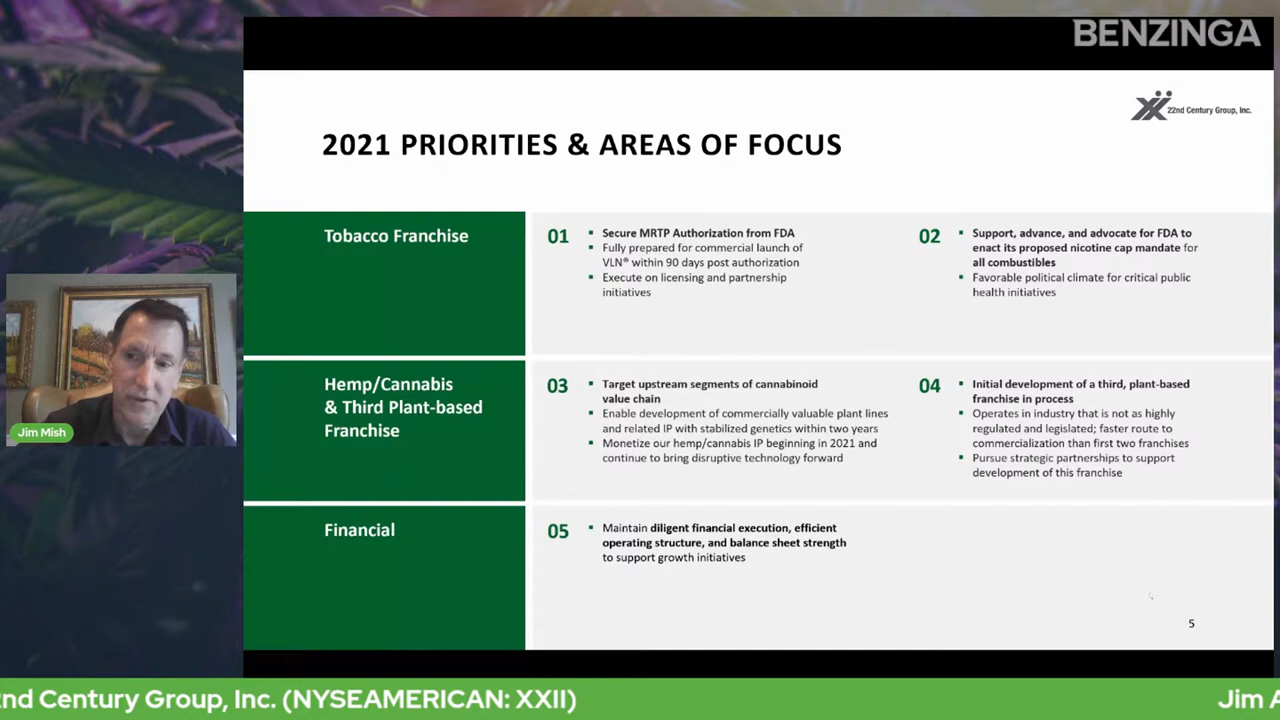 BENZINGA
22nd Century Group, Inc.
2021 PRIORITIES & AREAS OF FOCUS
Tobacco Franchise
01
▪ Secure MRTP Authorization from FDA
▪ Fully prepared for commercial launch of
VLN® within 90 days post authorization
▪ Execute on licensing and partnership
initiatives
02
▪ Support, advance, and advocate for FDA to
enact its proposed nicotine cap mandate for
all combustibles
▪ Favorable political climate for critical public
health initiatives
Hemp/Cannabis
& Third Plant-based
Franchise
03
▪ Target upstream segments of cannabinoid
value chain
▪ Enable development of commercially valuable plant lines
and related IP with stabilized genetics within two years
▪ Monetize our hemp/cannabis IP beginning in 2021 and
continue to bring disruptive technology forward
04
▪ Initial development of a third, plant-based
franchise in process
▪ Operates in industry that is not as highly
regulated and legislated; faster route to
commercialization than first two franchises
▪ Pursue strategic partnerships to support
development of this franchise
Financial
05
▪ Maintain diligent financial execution, efficient
operating structure, and balance sheet strength
to support growth initiatives
5
Jim Mish
nd Century Group, Inc. (NYSEAMERICAN: XXII)
Jim